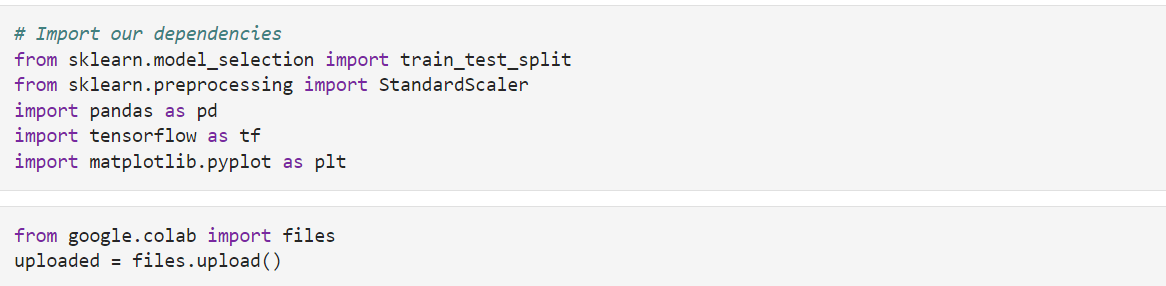 # Import our dependencies
from sklearn.model_selection import train_test_split
from sklearn.preprocessing import StandardScaler
import pandas as pd
import tensorflow as tf
import matplotlib.pyplot as plt
from google.colab import files
uploaded = files.upload()